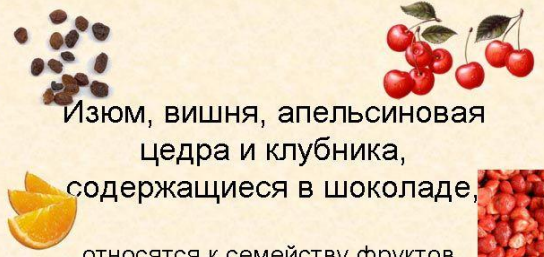 Изюм, вишня, апельсиновая
цедра и клубника,
содержащиеся в шоколаде,
относятся к семейству фруктов